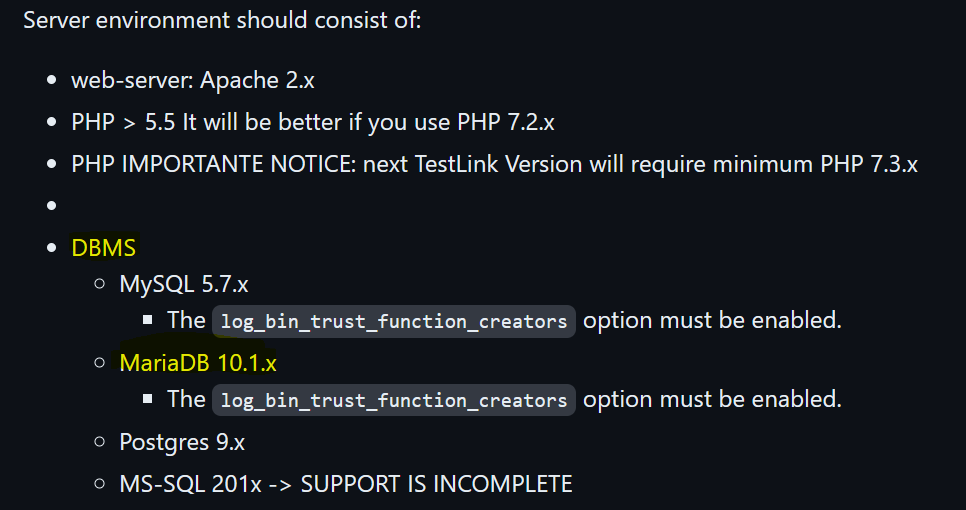 Server environment should consist of:
web-server: Apache 2.x
PHP > 5.5 It will be better if you use PHP 7.2.x
PHP IMPORTANTE NOTICE: next TestLink Version will require minimum PHP 7.3.x
DBMS
MySQL 5.7.x
The log_bin_trust_function_creators option must be enabled.
MariaDB 10.1.x
The log_bin_trust_function_creators option must be enabled.
Postgres 9.x
MS-SQL 201x -> SUPPORT IS INCOMPLETE